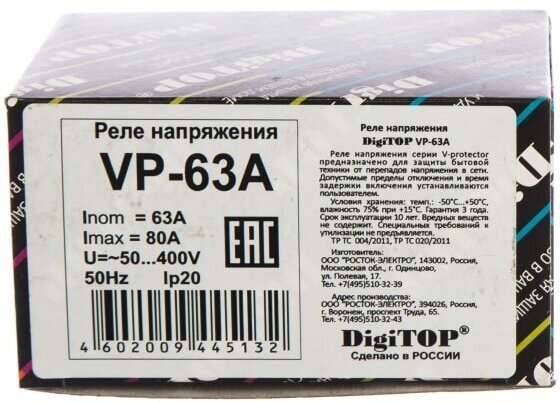 DigiTOP
Реле напряжения
VP-63A
Inom = 63A
Imax = 80A
U=~50...400V
50Hz Ip20
EAC
4 602009 445132
Реле напряжения
DigiTOP VP-63A
Реле напряжения серии V-protector
предназначено для защиты бытовой
техники от перепадов напряжения в сети.
Допустимые пределы отключения и время
задержки включения устанавливаются
пользователем.
Условия хранения: темп.: -50°С...+50°С,
влажность 75% при +15°С. Гарантия 3 года.
Срок эксплуатации 10 лет. Вредных веществ
не содержит. Специальных требований к
утилизации не предъявляется.
ТР ТС 004/2011, ТР ТС 020/2011
Изготовитель:
ООО "РОСТОК-ЭЛЕКТРО", 143002, Россия,
Московская обл., г. Одинцово,
ул. Полевая, 17.
Тел. +7(495)510-32-39
Адрес производства:
ООО "РОСТОК-ЭЛЕКТРО", 394026, Россия,
г. Воронеж, проспект Труда, 65.
Тел. +7(495)510-32-43
DigiTOP®
Сделано в РОССИИ